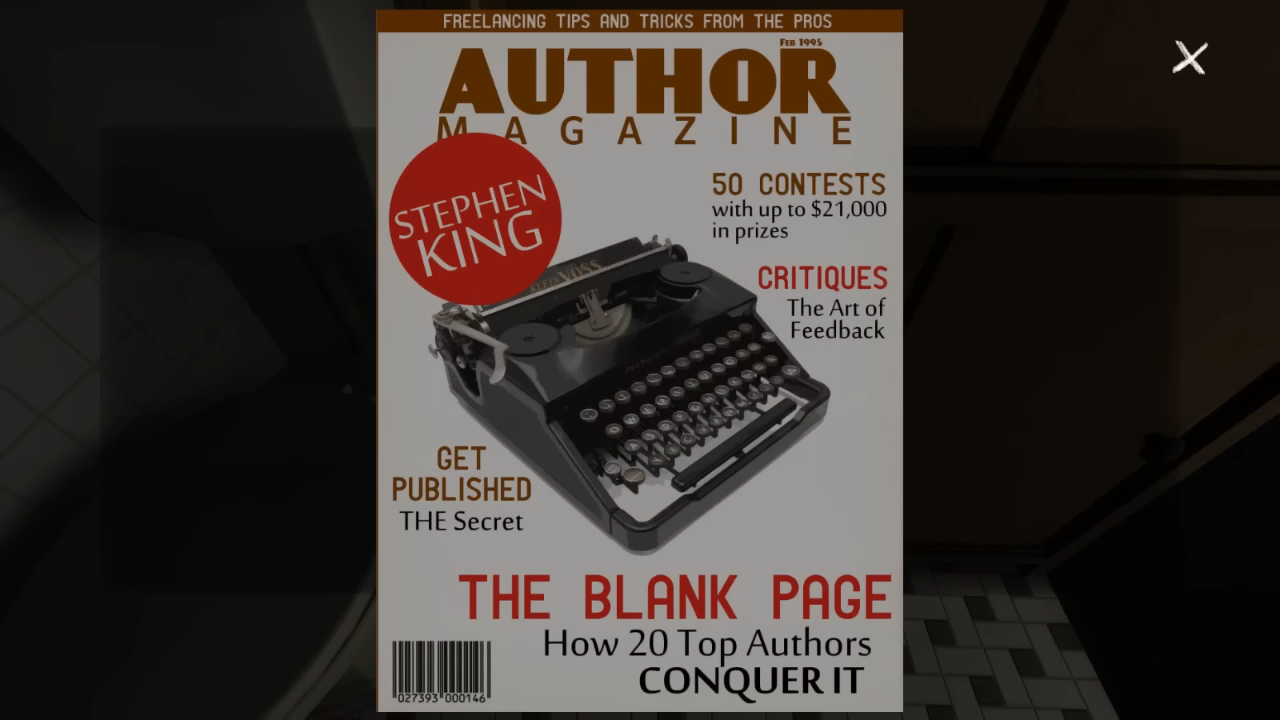 FREELANCING TIPS AND TRICKS FROM THE PROS
FEB 1995
AUTHOR
MAGAZINE
STEPHEN
KING
50 CONTESTS
with up to $21,000
in prizes
KLEIN VOSS
CRITIQUES
The Art of
Feedback
GET
PUBLISHED
THE Secret
THE BLANK PAGE
How 20 Top Authors
CONQUER IT
027393 000146